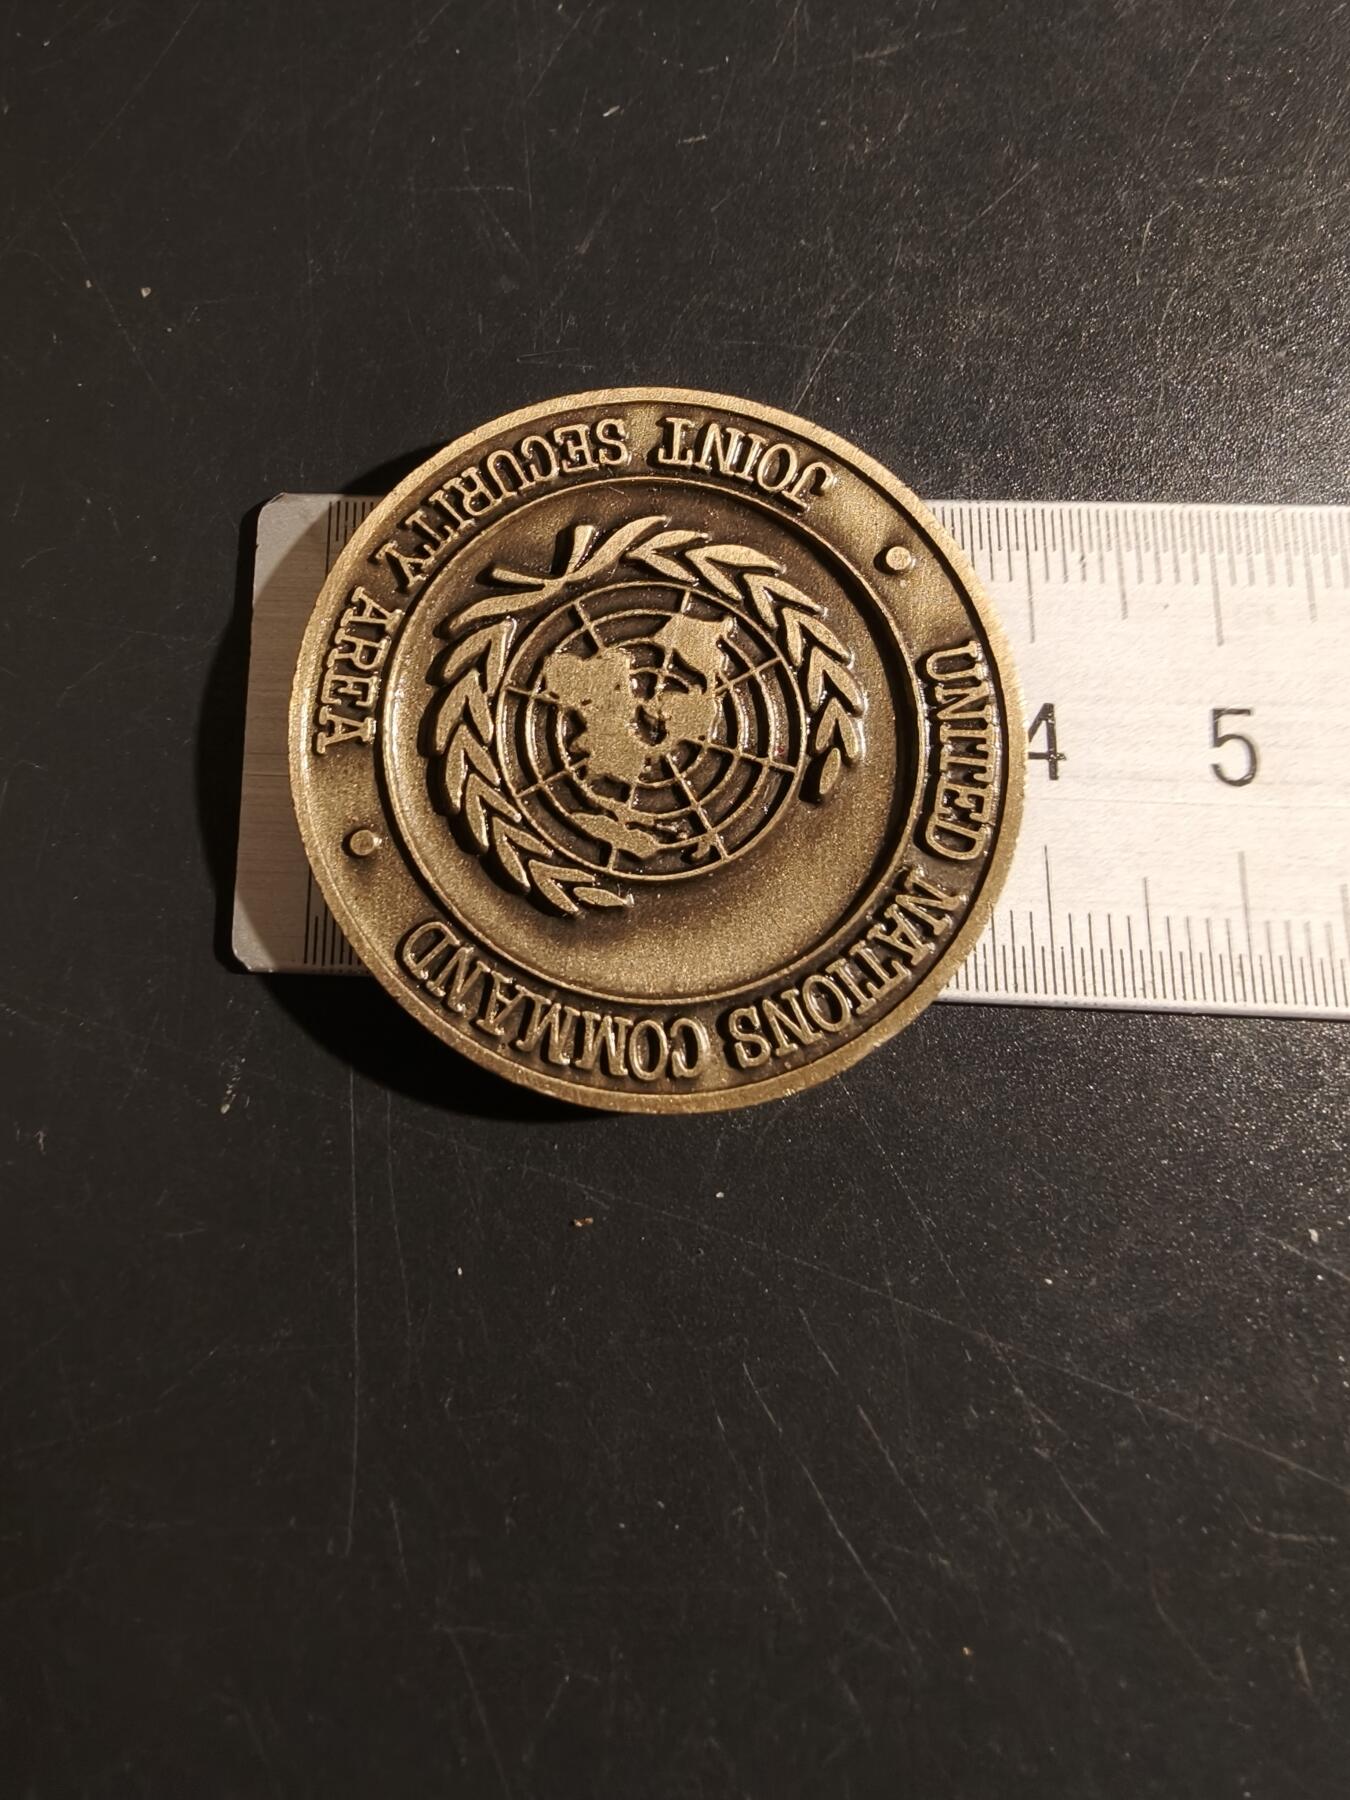 UNITED NATIONS COMMAND
JOINT SECURITY AREA
4 5